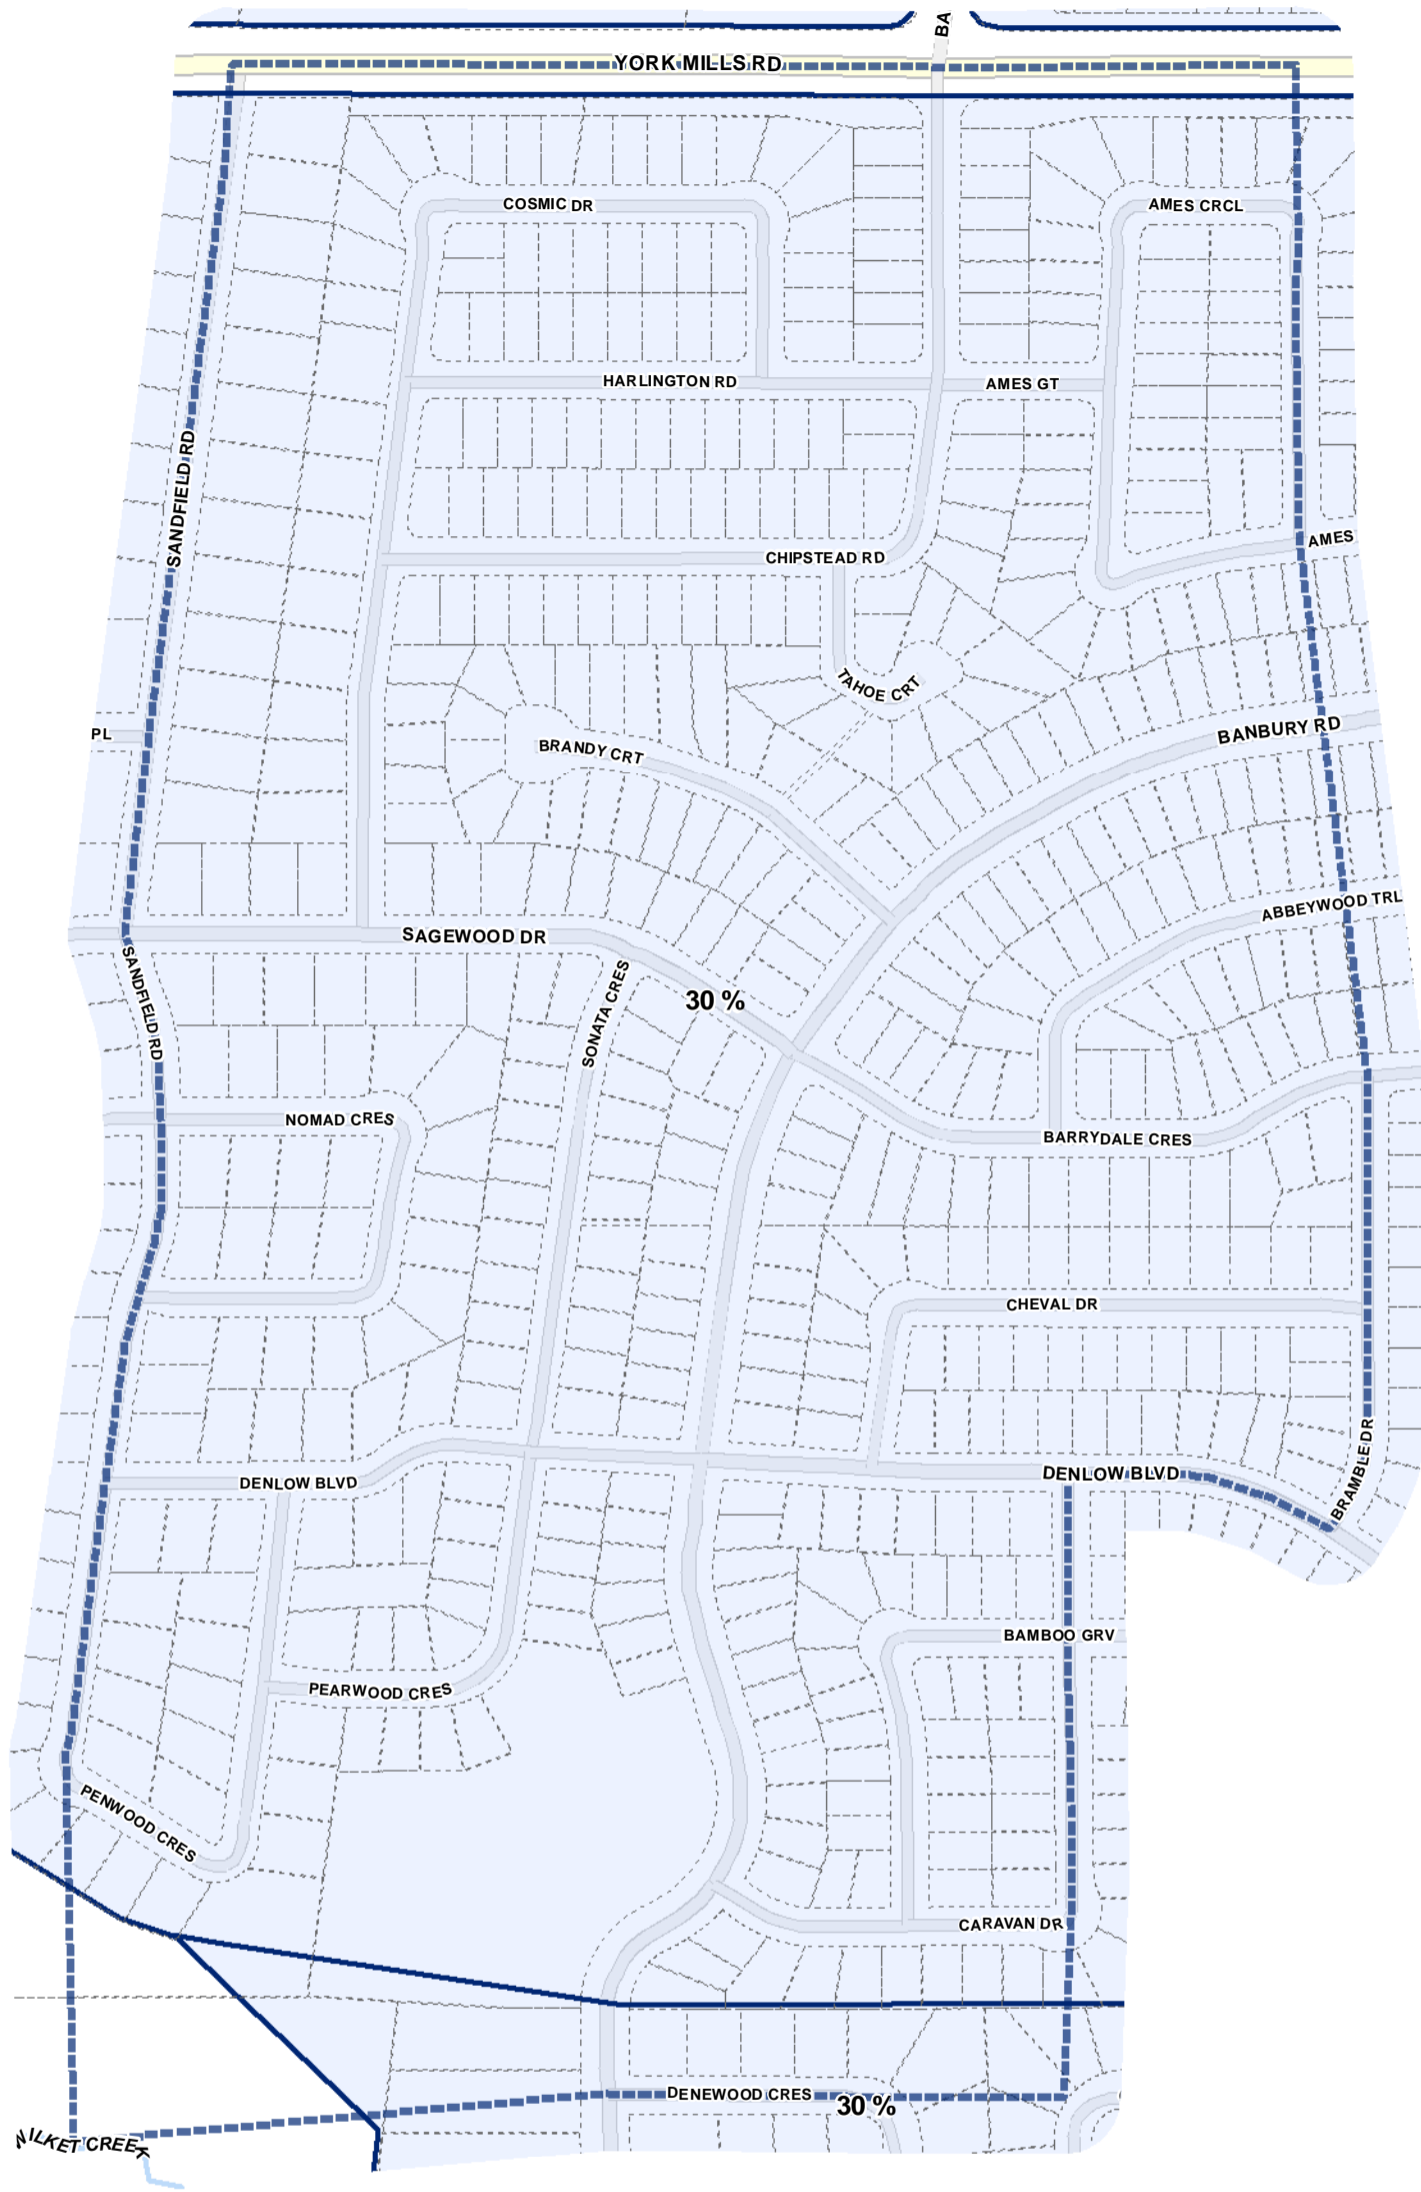 BA
YORK MILLS RD
COSMIC DR
AMES CRCL
HARLINGTON RD
AMES GT
SANDFIELD RD
AMES
CHIPSTEAD RD
TAHOE CRT
BANBURY RD
PL
BRANDY CRT
ABBEYWOOD TRL
SAGEWOOD DR
SANDFIELD RD
SONATA CRES
30 %
NOMAD CRES
BARRYDALE CRES
CHEVAL DR
BRAMBLE DR
DENLOW BLVD
DENLOW BLVD
BAMBOO GRV
PEARWOOD CRES
PENWOOD CRES
CARAVAN DR
DENEWOOD CRES
30 %
WILKET CREEK